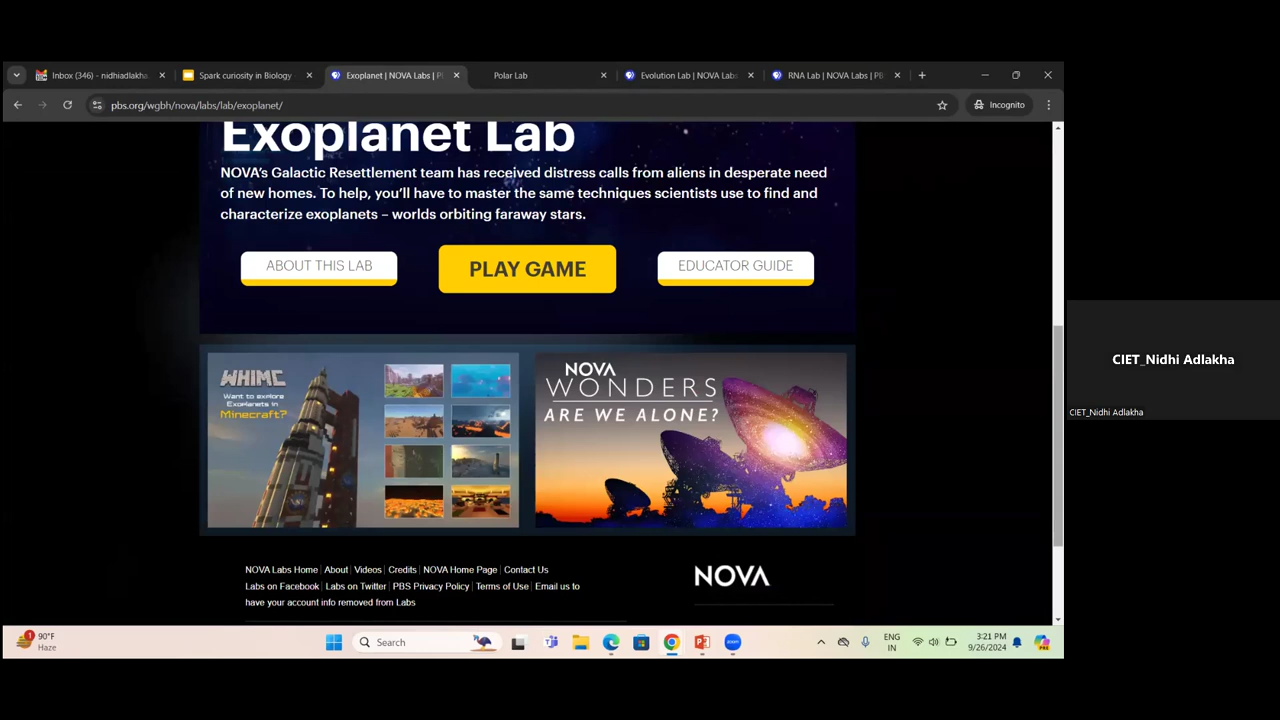 Inbox (346) - nidhiadlakha
Spark curiosity in Biology
Exoplanet | NOVA Labs | P
Polar Lab
Evolution Lab | NOVA Labs
RNA Lab | NOVA Labs | PB
pbs.org/wgbh/nova/labs/lab/exoplanet/
Incognito
Exoplanet Lab
NOVA's Galactic Resettlement team has received distress calls from aliens in desperate need
of new homes. To help, you'll have to master the same techniques scientists use to find and
characterize exoplanets – worlds orbiting faraway stars.
ABOUT THIS LAB
PLAY GAME
EDUCATOR GUIDE
WHIMC
Want to explore
Exoplanets in
Minecraft?
NOVA
WONDERS
ARE WE ALONE?
CIET_Nidhi Adlakha
CIET_Nidhi Adlakha
NOVA Labs Home | About | Videos | Credits | NOVA Home Page | Contact Us
Labs on Facebook | Labs on Twitter | PBS Privacy Policy | Terms of Use | Email us to
have your account info removed from Labs
NOVA
1
90°F
Haze
Search
ENG
IN
3:21 PM
9/26/2024